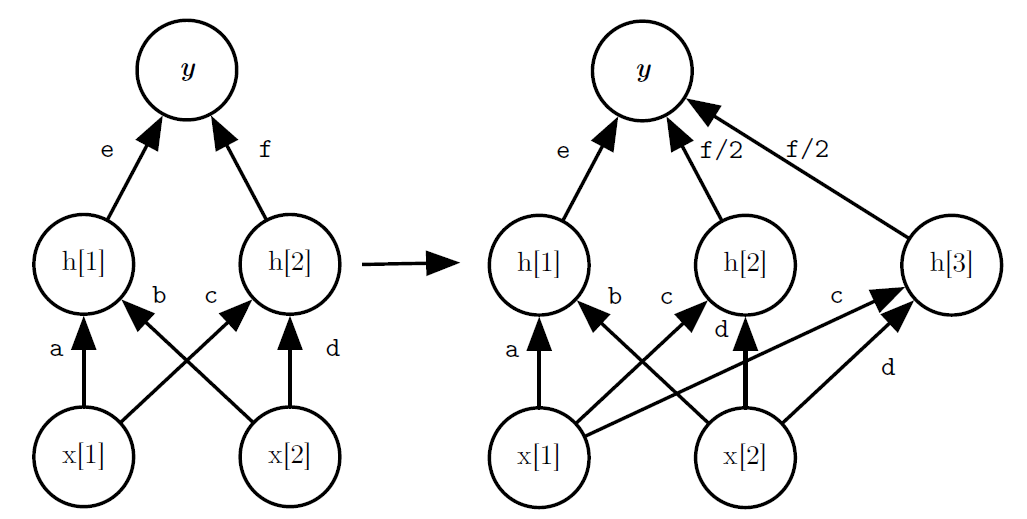 y y
e f e f/2 f/2
h[1] h[2] h[1] h[2] h[3]
b c b c c
a d a d d
x[1] x[2] x[1] x[2]